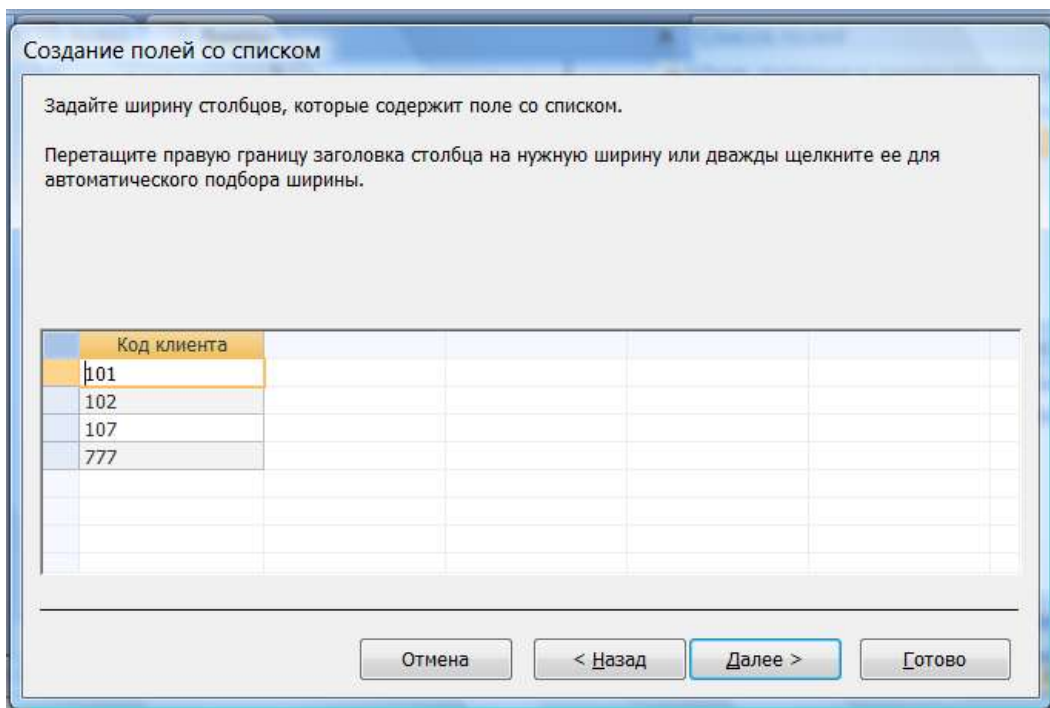 Создание полей со списком
Задайте ширину столбцов, которые содержит поле со списком.
Перетащите правую границу заголовка столбца на нужную ширину или дважды щелкните ее для
автоматического подбора ширины.
Код клиента
101
102
107
777
Отмена
< Назад
Далее >
Готово